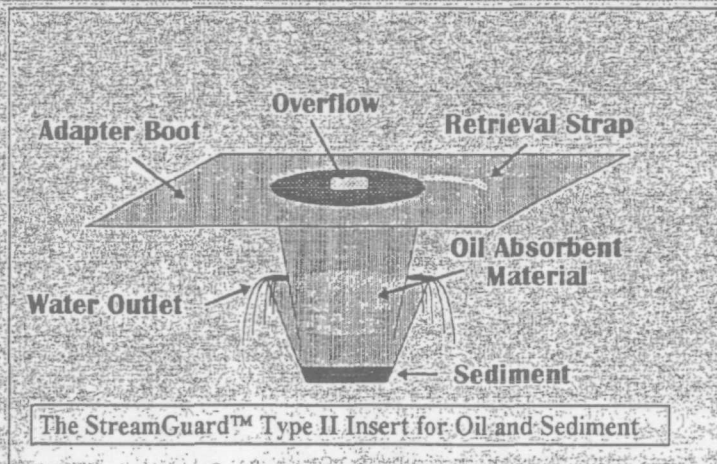 Overflow
Adapter Boot
Retrieval Strap
Oil Absorbent
Material
Water Outlet
Sediment
The StreamGuard™ Type II Insert for Oil and Sediment